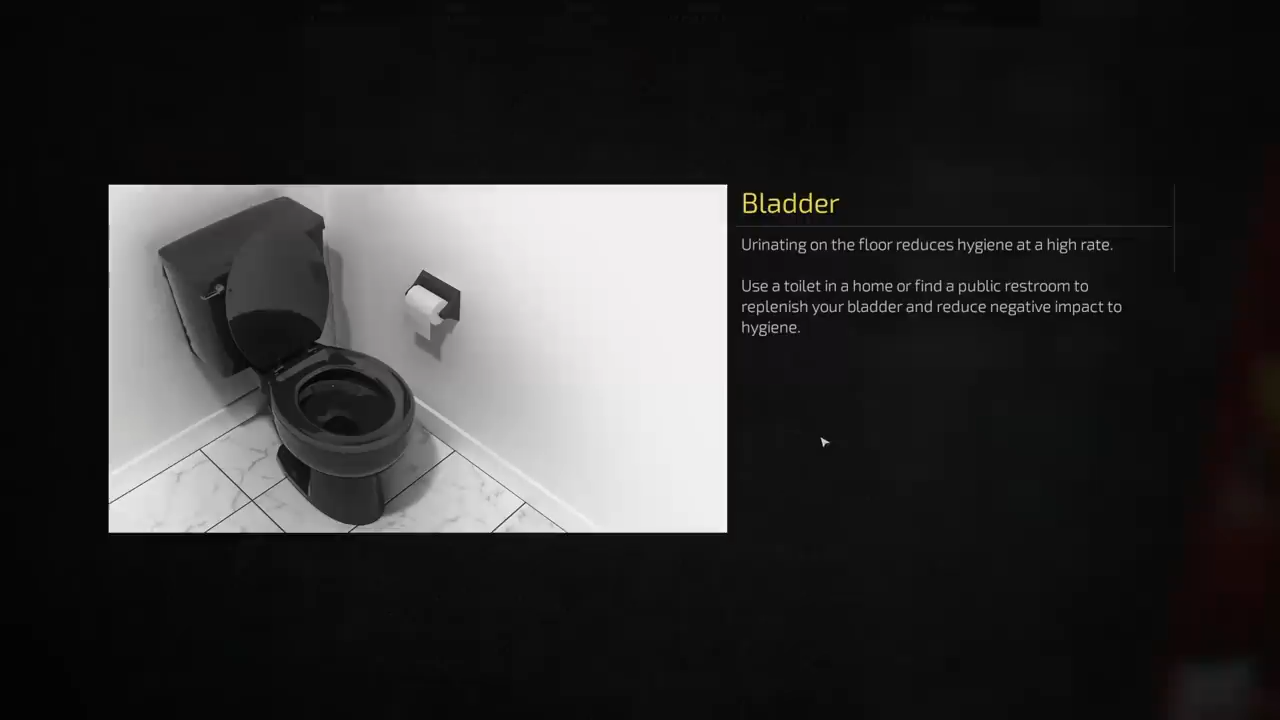 Bladder
Urinating on the floor reduces hygiene at a high rate.
Use a toilet in a home or find a public restroom to
replenish your bladder and reduce negative impact to
hygiene.